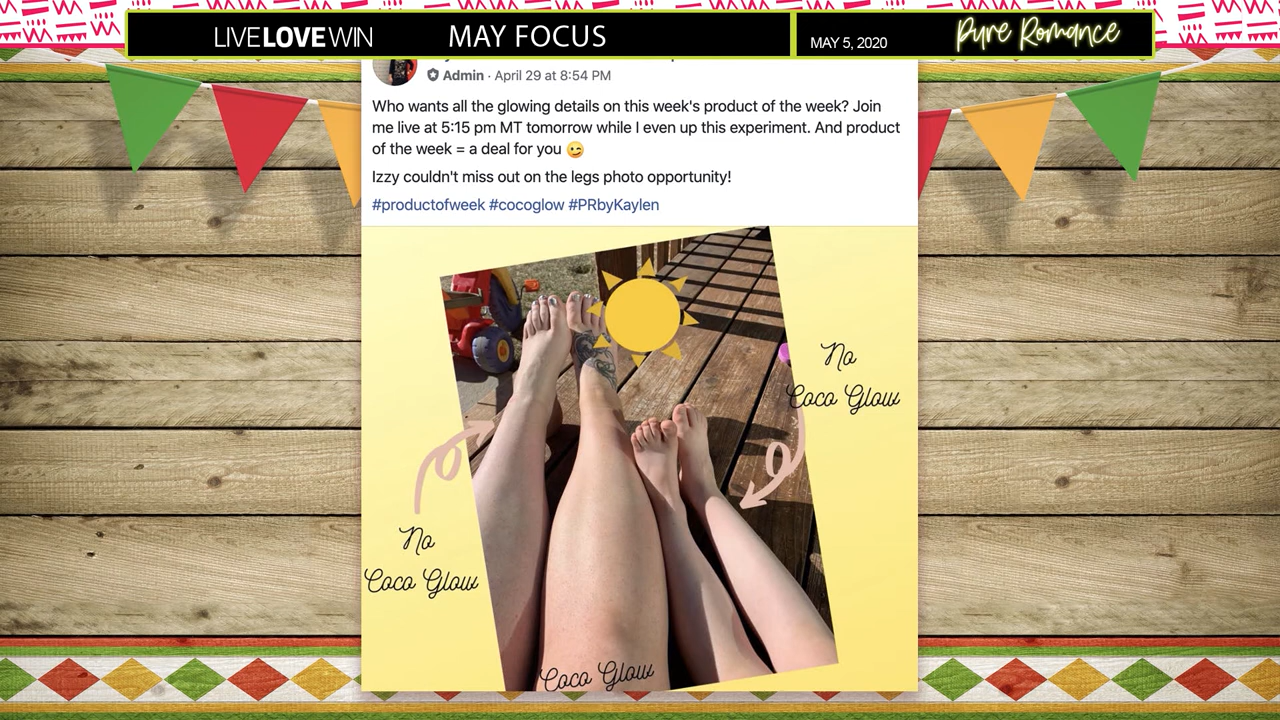 LIVELOVEWIN
MAY FOCUS
MAY 5, 2020
Pure Romance
Admin · April 29 at 8:54 PM
Who wants all the glowing details on this week's product of the week? Join
me live at 5:15 pm MT tomorrow while I even up this experiment. And product
of the week = a deal for you 😉
Izzy couldn't miss out on the legs photo opportunity!
#productofweek #cocoglow #PRbyKaylen
No
Coco Glow
No
Coco Glow
Coco Glow